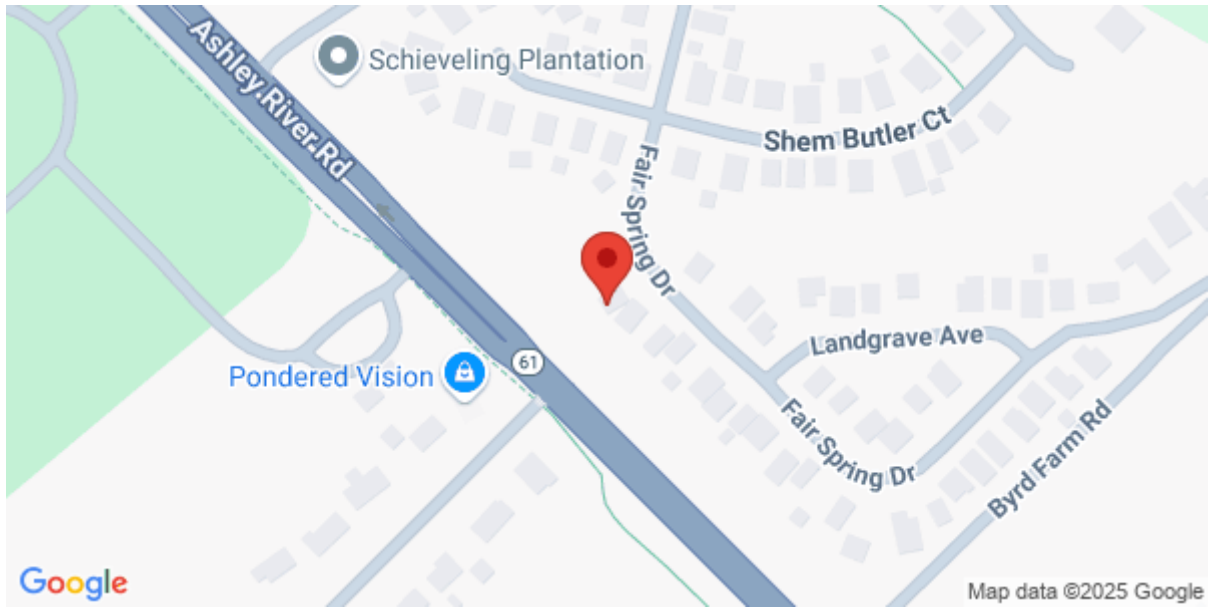 Ashley River Rd
Schieveling Plantation
Shem Butler Ct
Fair Spring Dr
Landgrave Ave
61
Pondered Vision
Fair Spring Dr
Byrd Farm Rd
Google
Map data ©2025 Google